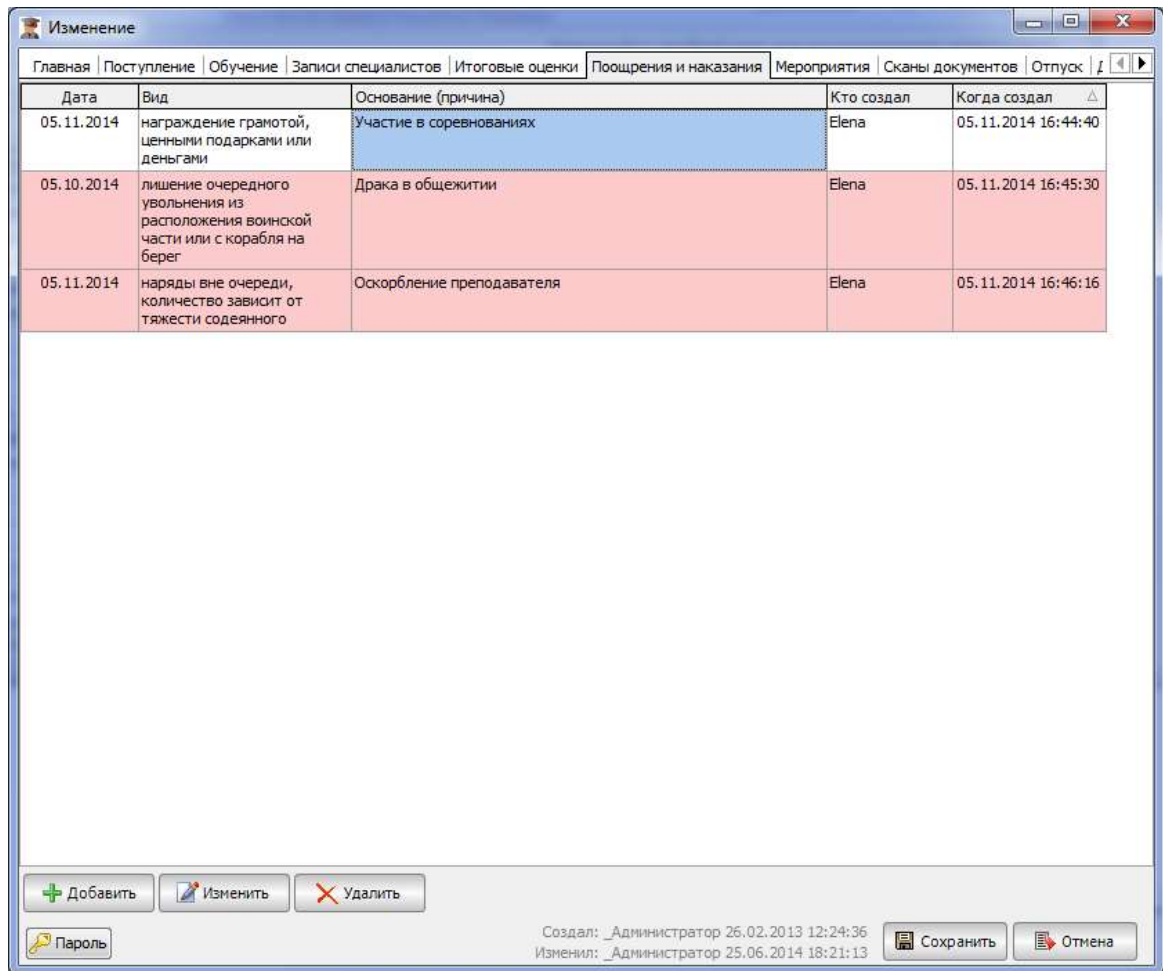 Изменение
Главная Поступление Обучение Записи специалистов Итоговые оценки Поощрения и наказания Мероприятия Сканы документов Отпуск
Дата Вид Основание (причина) Кто создал Когда создал
05.11.2014 награждение грамотой, Участие в соревнованиях Elena 05.11.2014 16:44:40
ценными подарками или
деньгами
05.10.2014 лишение очередного Драка в общежитии Elena 05.11.2014 16:45:30
увольнения из
расположения воинской
части или с корабля на
берег
05.11.2014 наряды вне очереди, Оскорбление преподавателя Elena 05.11.2014 16:46:16
количество зависит от
тяжести содеянного
Добавить Изменить Удалить
Пароль
Создал: _Администратор 26.02.2013 12:24:36
Изменил: _Администратор 25.06.2014 18:21:13
Сохранить Отмена